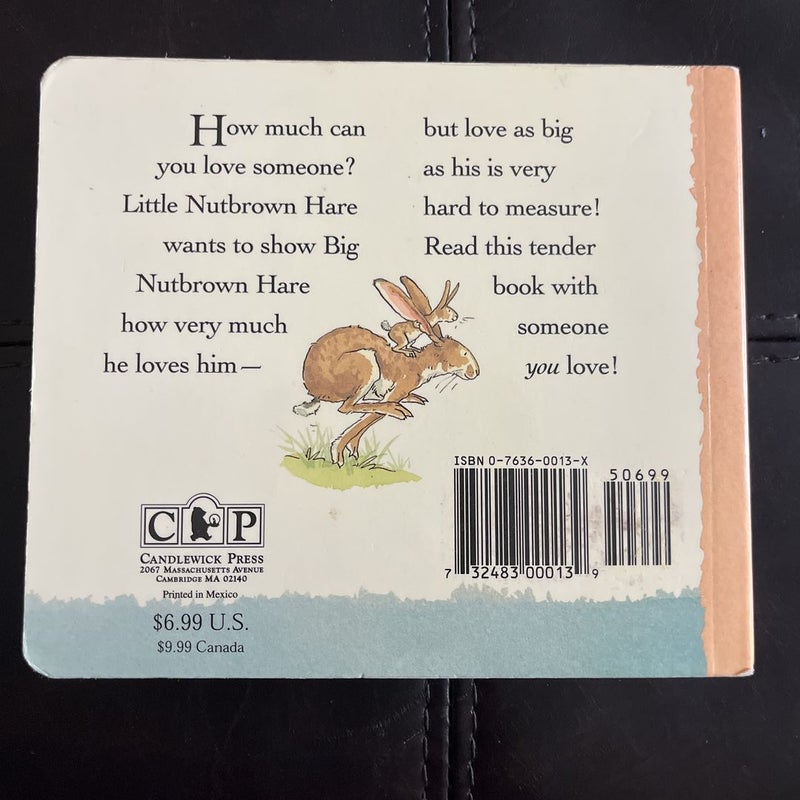 How much can
you love someone?
Little Nutbrown Hare
wants to show Big
Nutbrown Hare
how very much
he loves him—
but love as big
as his is very
hard to measure!
Read this tender
book with
someone
you love!
ISBN 0-7636-0013-X
50699
7 32483 00013 9
C P
CANDLEWICK PRESS
2067 MASSACHUSETTS AVENUE
CAMBRIDGE MA 02140
Printed in Mexico
$6.99 U.S.
$9.99 Canada